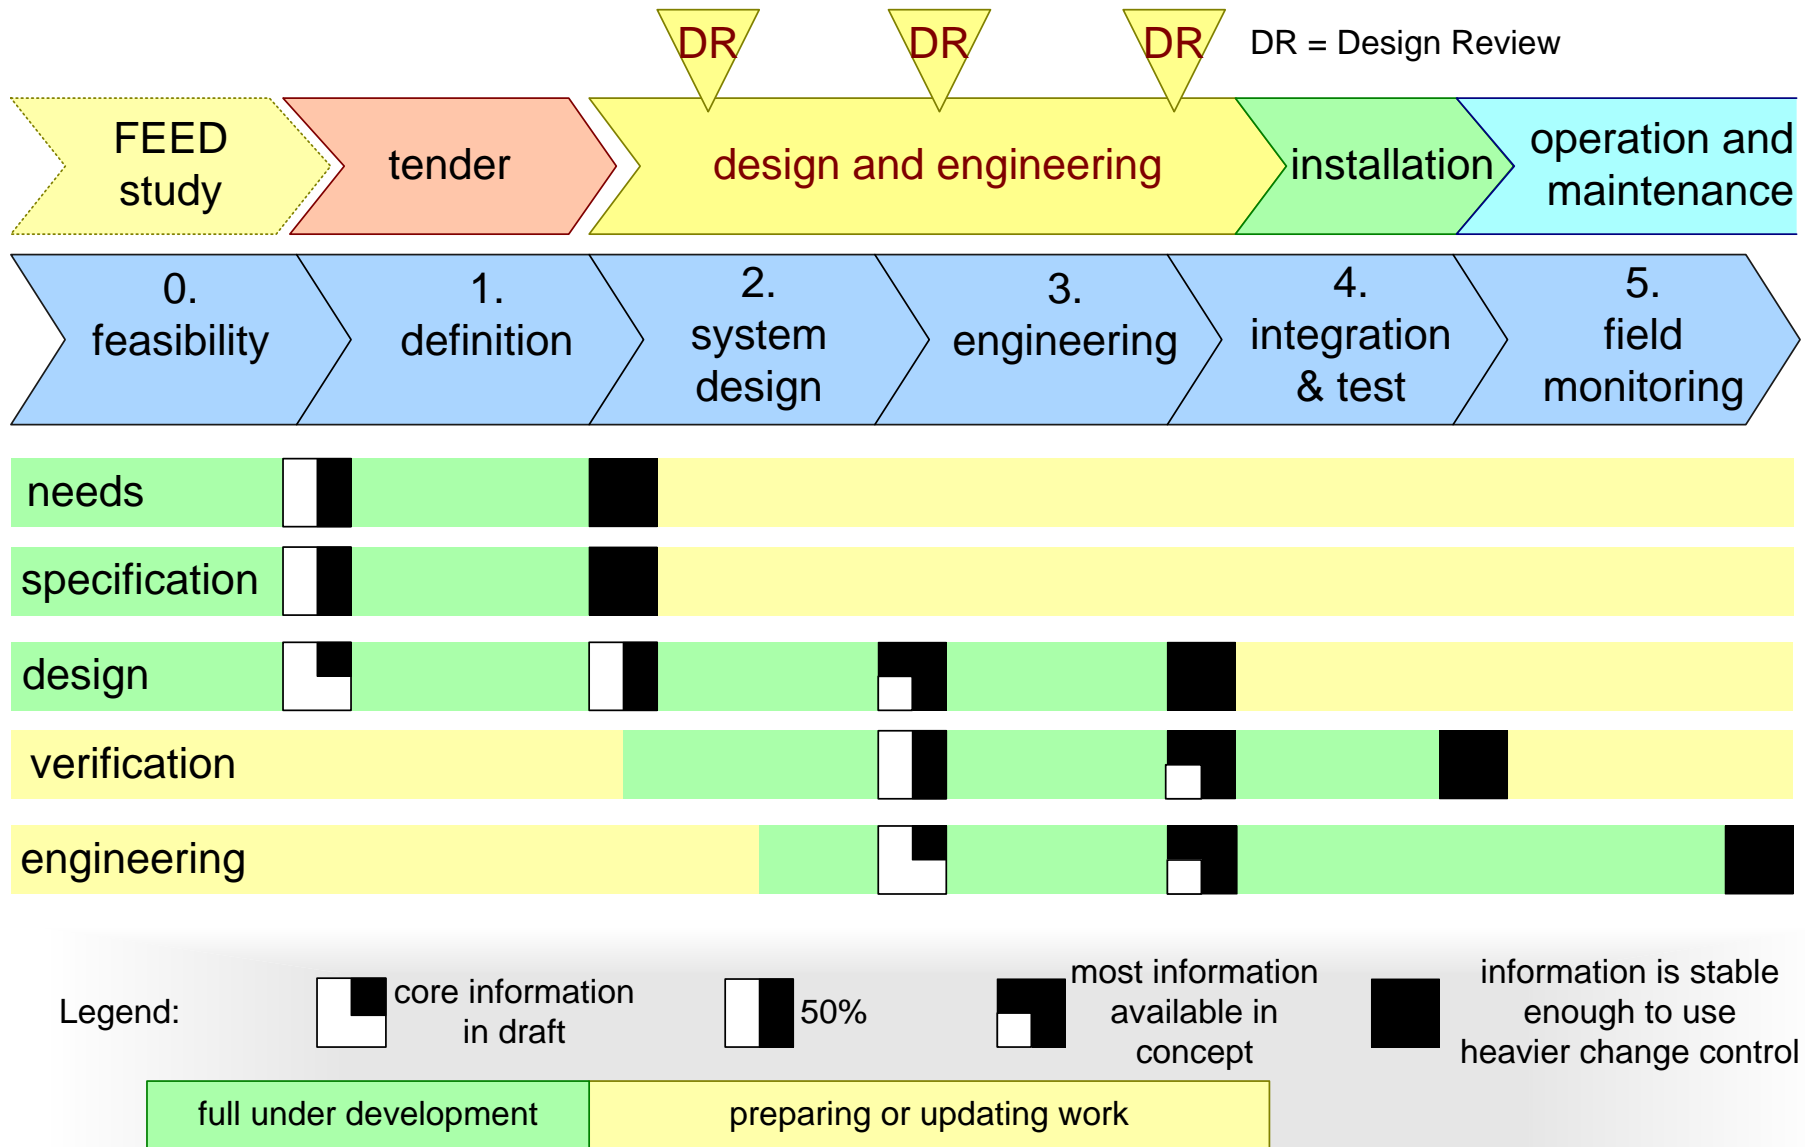 DR
DR
DR
DR = Design Review
FEED
study
tender
design and engineering
installation
operation and
maintenance
0.
feasibility
1.
definition
2.
system
design
3.
engineering
4.
integration
& test
5.
field
monitoring
needs
specification
design
verification
engineering
Legend:
core information
in draft
50%
most information
available in
concept
information is stable
enough to use
heavier change control
full under development
preparing or updating work